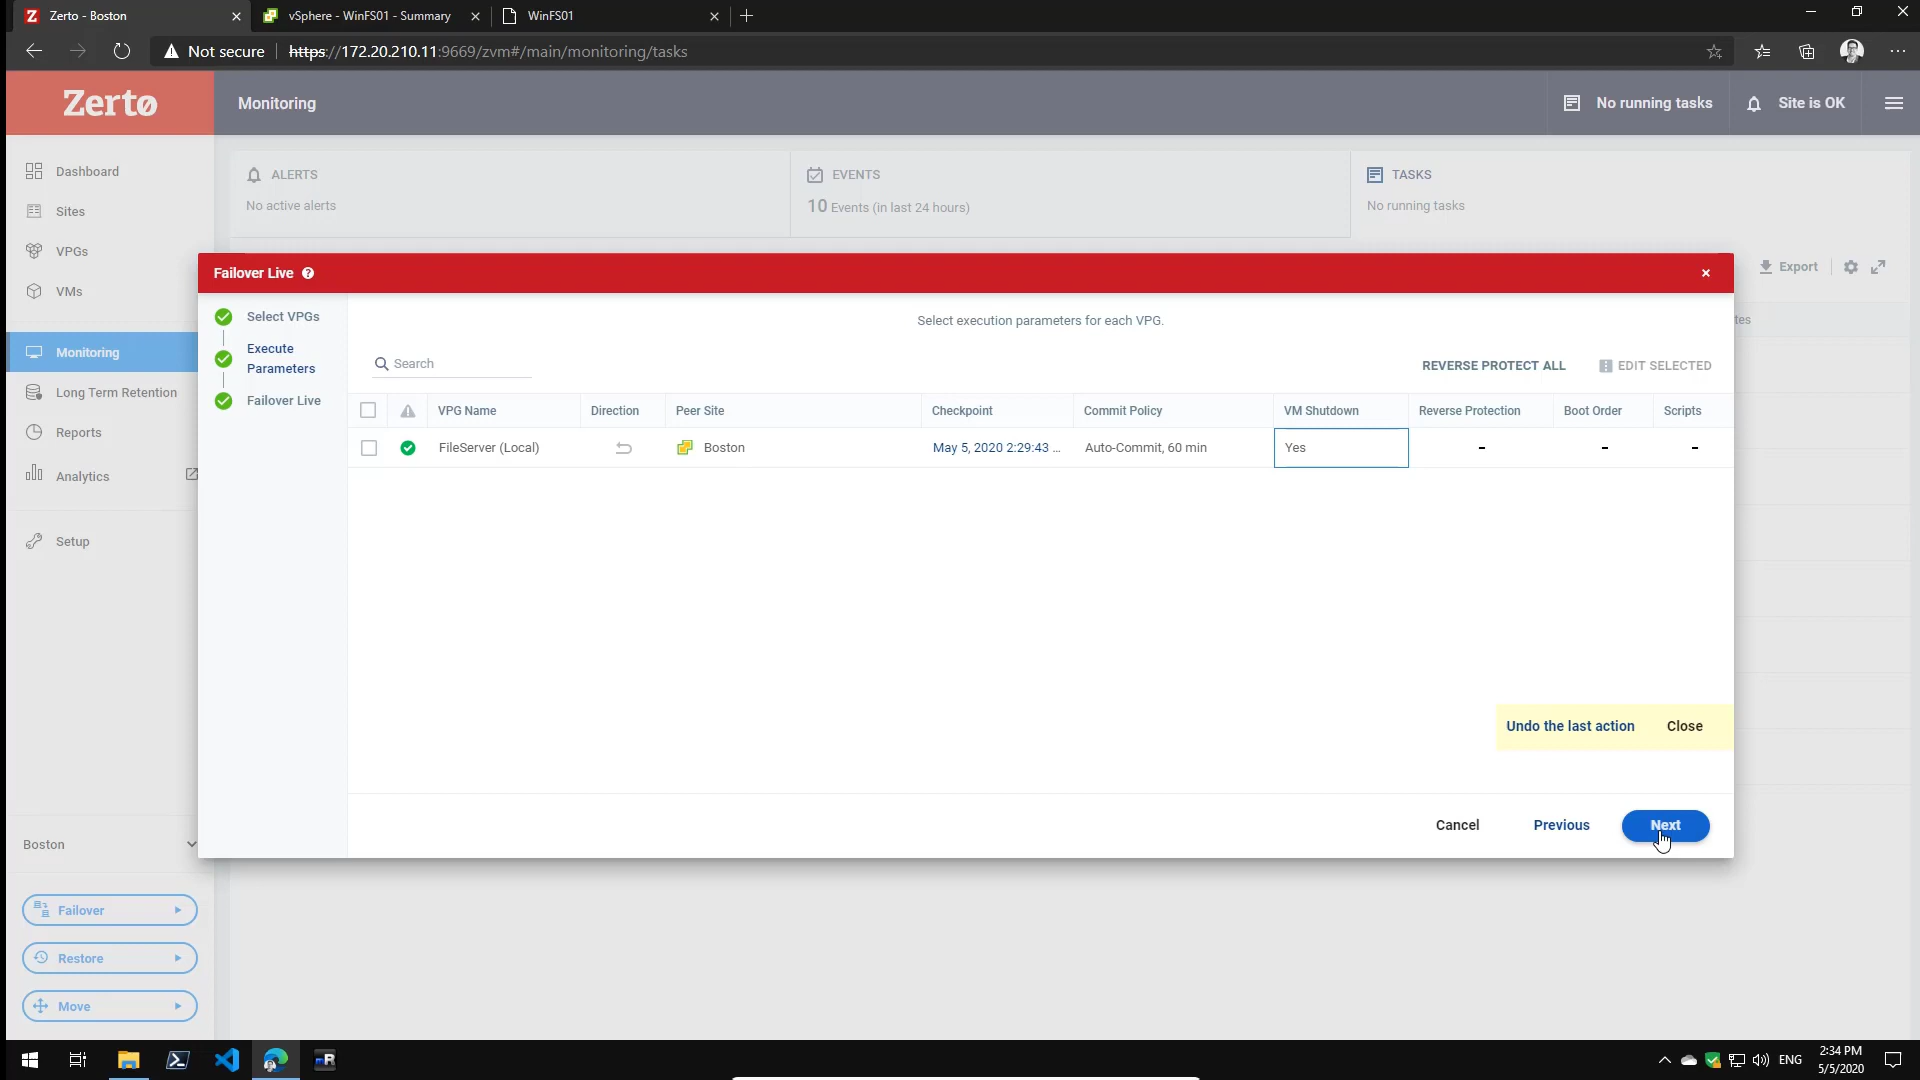 Zerto - Boston
vSphere - WinFS01 - Summary
WinFS01
Not secure
https://172.20.210.11:9669/zvm#/main/monitoring/tasks
Zerto
Monitoring
No running tasks
Site is OK
Dashboard
Sites
VPGs
VMs
Monitoring
Long Term Retention
Reports
Analytics
Setup
Boston
Failover
Restore
Move
ALERTS
No active alerts
EVENTS
10 Events (in last 24 hours)
TASKS
No running tasks
Export
tes
Failover Live
Select VPGs
Execute
Parameters
Failover Live
Select execution parameters for each VPG.
Search
REVERSE PROTECT ALL
EDIT SELECTED
VPG Name Direction Peer Site Checkpoint Commit Policy VM Shutdown Reverse Protection Boot Order Scripts
FileServer (Local) Boston May 5, 2020 2:29:43 ... Auto-Commit, 60 min Yes - - -
Undo the last action
Close
Cancel
Previous
Next
R
ENG
2:34 PM
5/5/2020